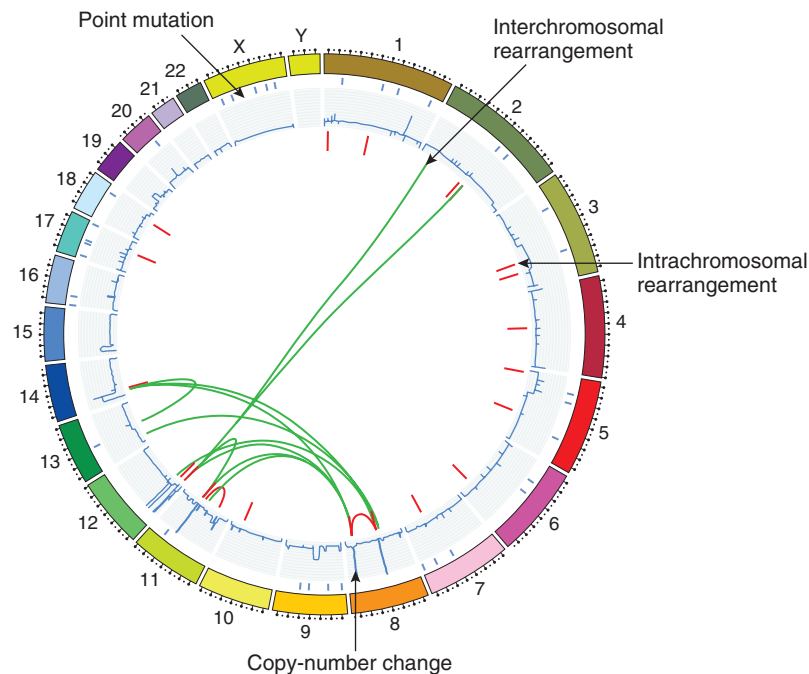 Point mutation
Interchromosomal
rearrangement
X
Y
1
2
3
Intrachromosomal
rearrangement
4
5
6
7
8
9
10
11
12
13
14
15
16
17
18
19
20
21
22
Copy-number change